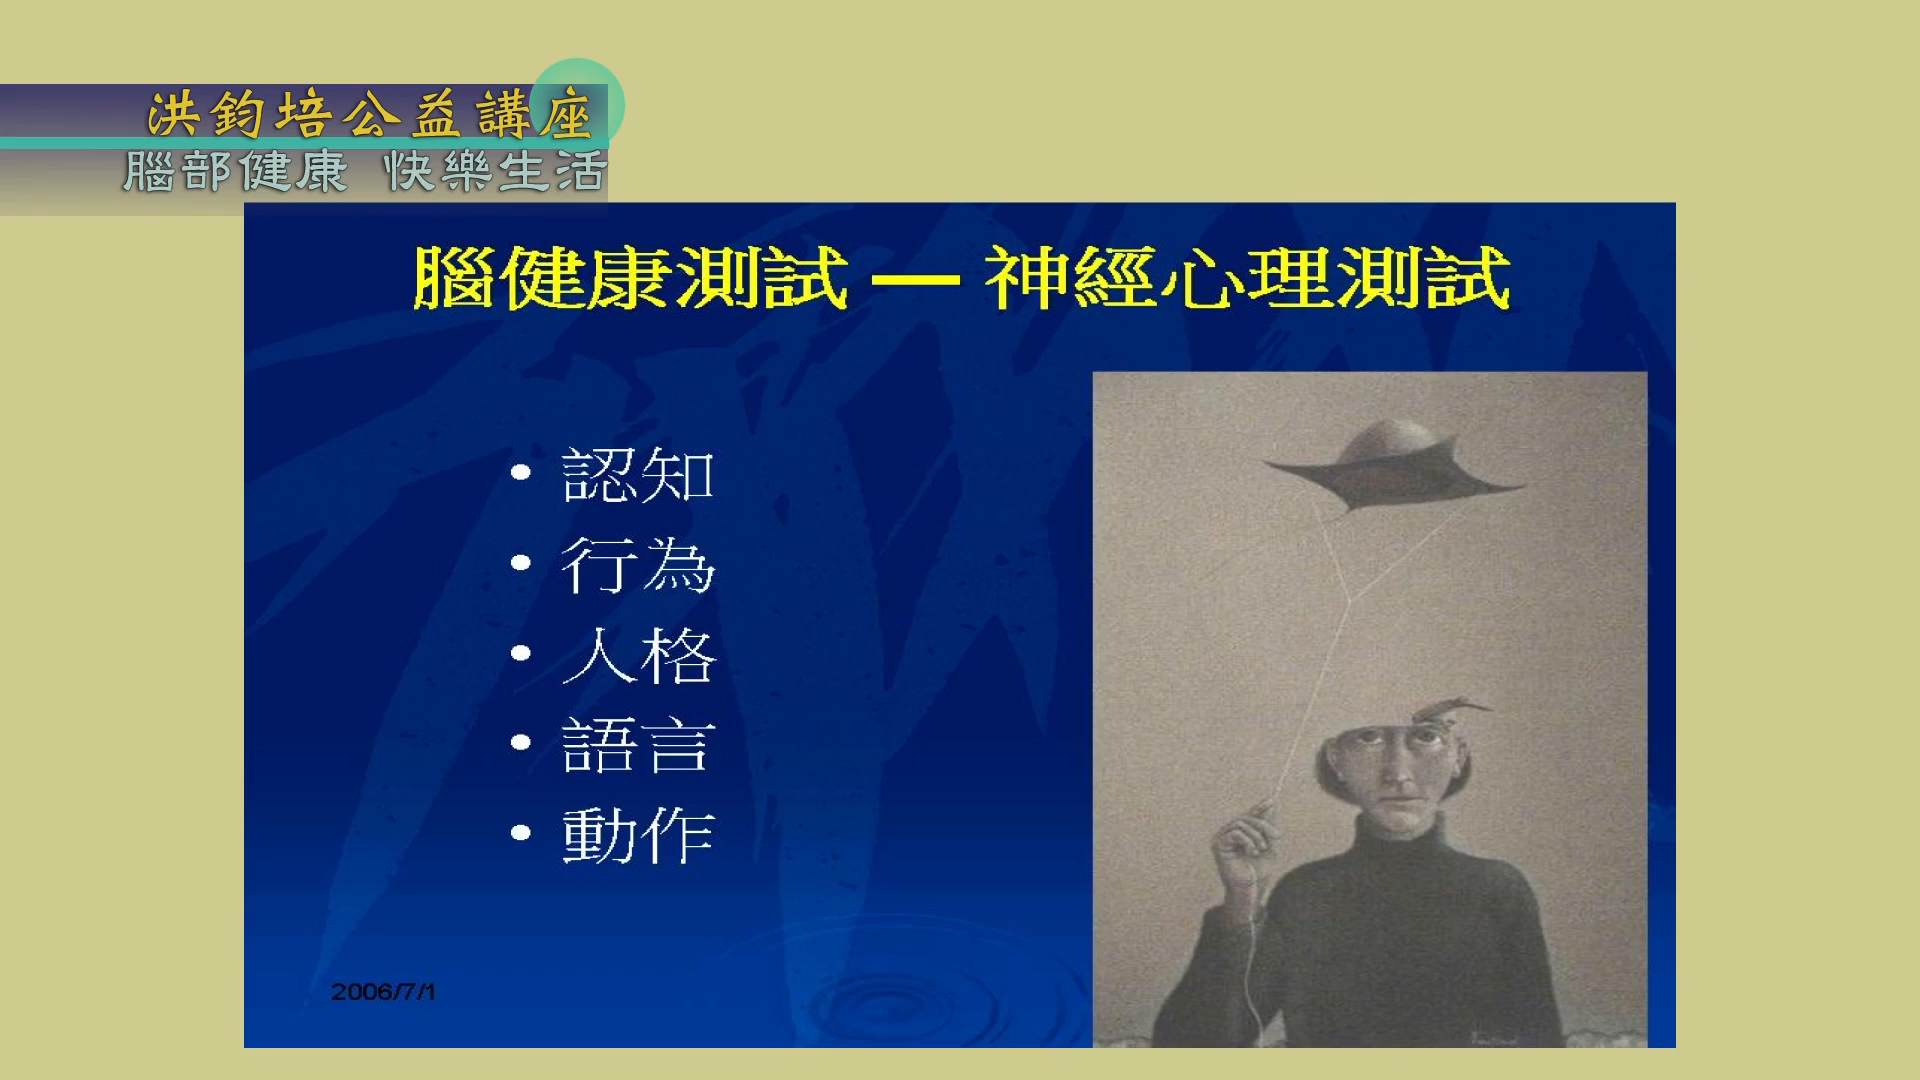 洪鈞培公益講座
腦部健康 快樂生活
腦健康測試 — 神經心理測試
• 認知
• 行為
• 人格
• 語言
• 動作
2006/7/1